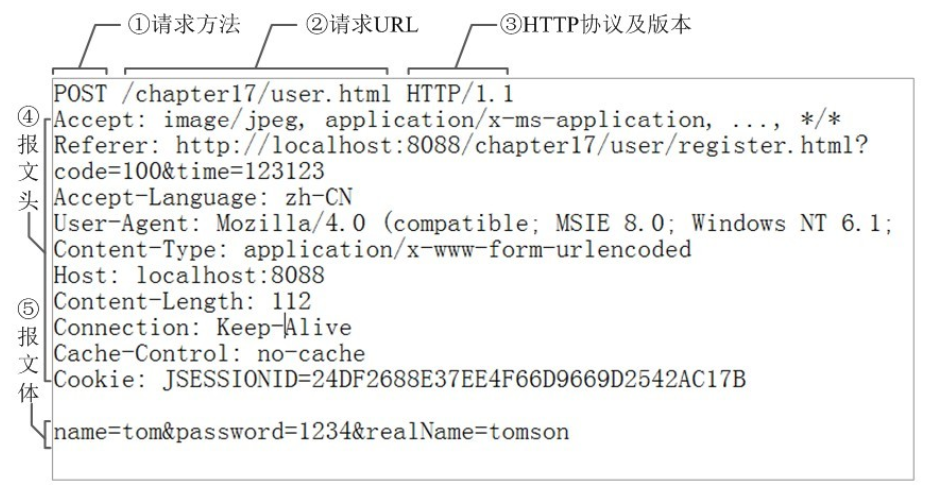 ①请求方法 ②请求URL ③HTTP协议及版本
POST /chapter17/user.html HTTP/1.1
④报文头
Accept: image/jpeg, application/x-ms-application, ..., */*
Referer: http://localhost:8088/chapter17/user/register.html?
code=100&time=123123
Accept-Language: zh-CN
User-Agent: Mozilla/4.0 (compatible; MSIE 8.0; Windows NT 6.1;
Content-Type: application/x-www-form-urlencoded
Host: localhost:8088
Content-Length: 112
Connection: Keep-Alive
Cache-Control: no-cache
Cookie: JSESSIONID=24DF2688E37EE4F66D9669D2542AC17B
⑤报文体
name=tom&password=1234&realName=tomson